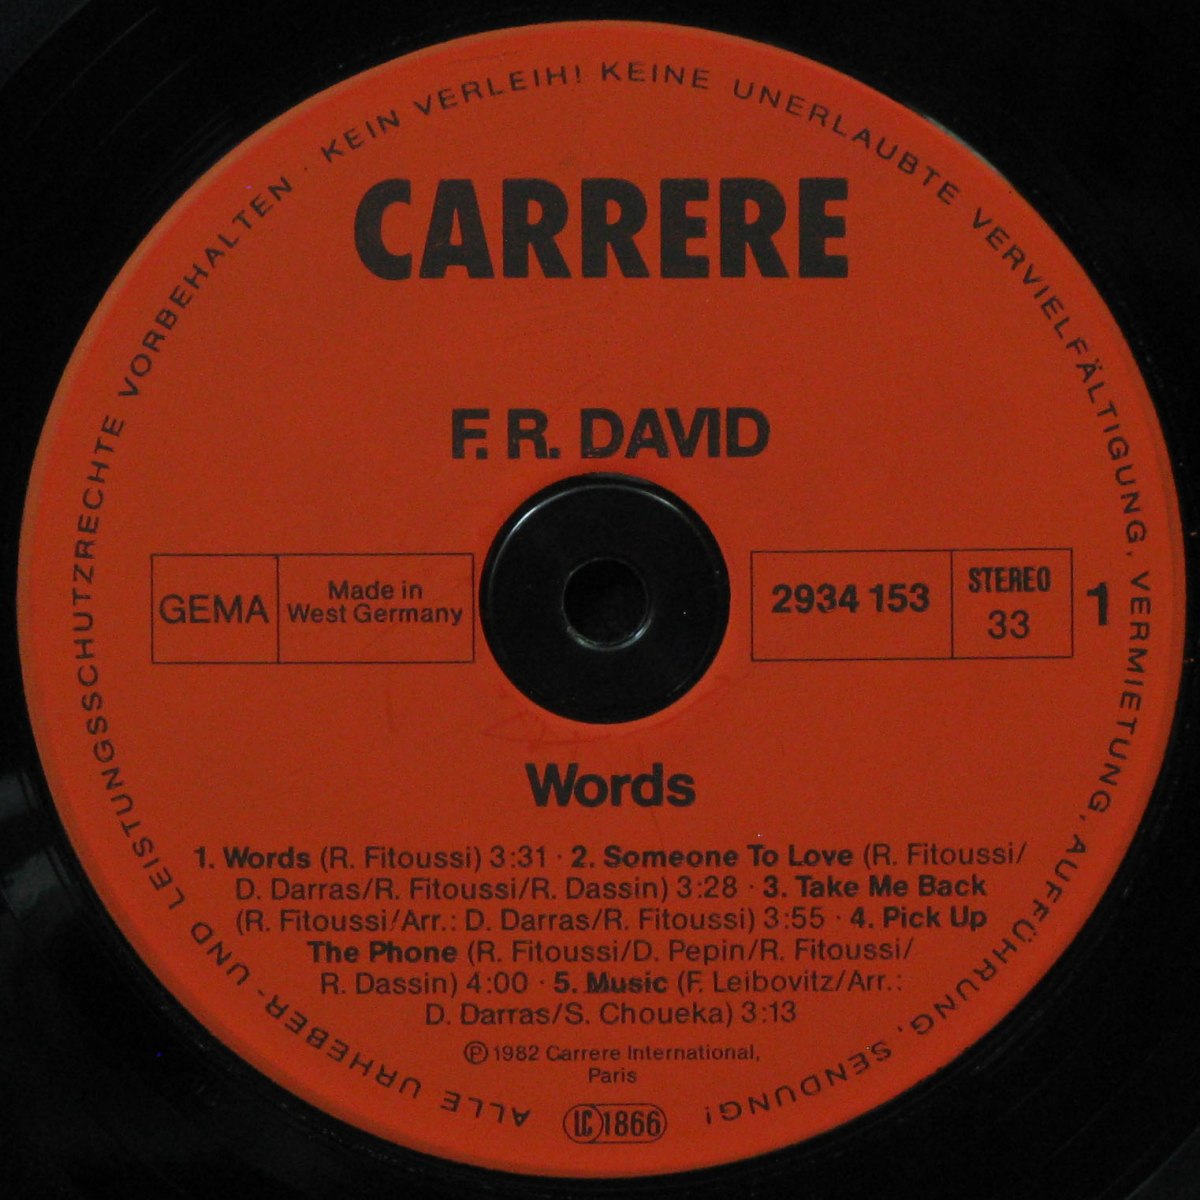 ALLE URHEBER- UND LEISTUNGSSCHUTZRECHTE VORBEHALTEN · KEIN VERLEIH! KEINE UNERLAUBTE VERVIELFÄLTIGUNG, VERMIETUNG, AUFFÜHRUNG, SENDUNG!
CARRERE
F. R. DAVID
GEMA
Made in
West Germany
2934 153
STEREO
33
1
Words
1. Words (R. Fitoussi) 3:31 · 2. Someone To Love (R. Fitoussi/
D. Darras/R. Fitoussi/R. Dassin) 3:28 · 3. Take Me Back
(R. Fitoussi/Arr.: D. Darras/R. Fitoussi) 3:55 · 4. Pick Up
The Phone (R. Fitoussi/D. Pepin/R. Fitoussi/
R. Dassin) 4:00 · 5. Music (F. Leibovitz/Arr.:
D. Darras/S. Choueka) 3:13
Ⓟ 1982 Carrere International,
Paris
LC 1866